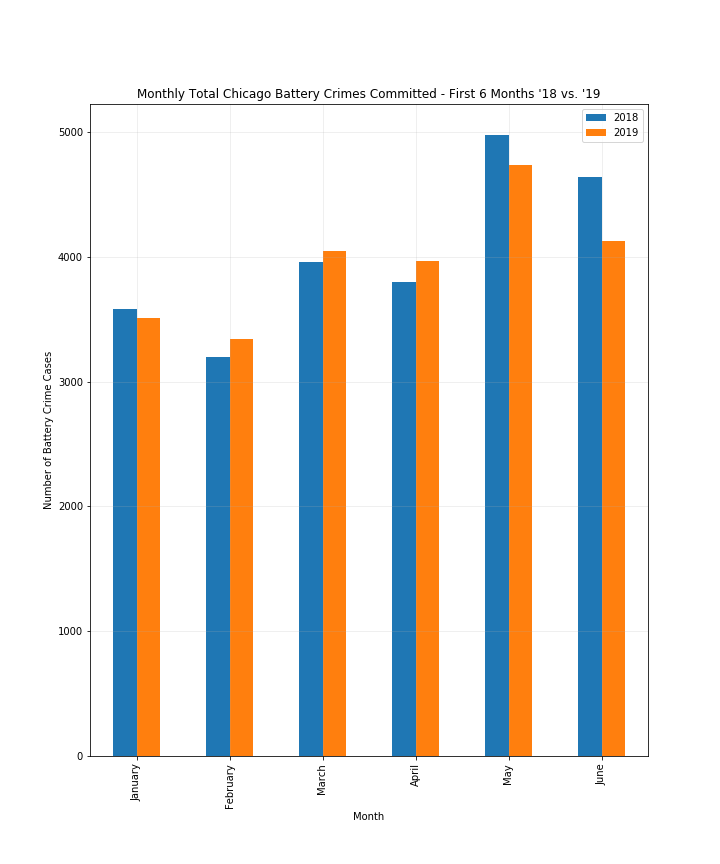 Monthly Total Chicago Battery Crimes Committed - First 6 Months '18 vs. '19
2018
2019
5000
4000
3000
2000
1000
0
Number of Battery Crime Cases
January
February
March
April
May
June
Month